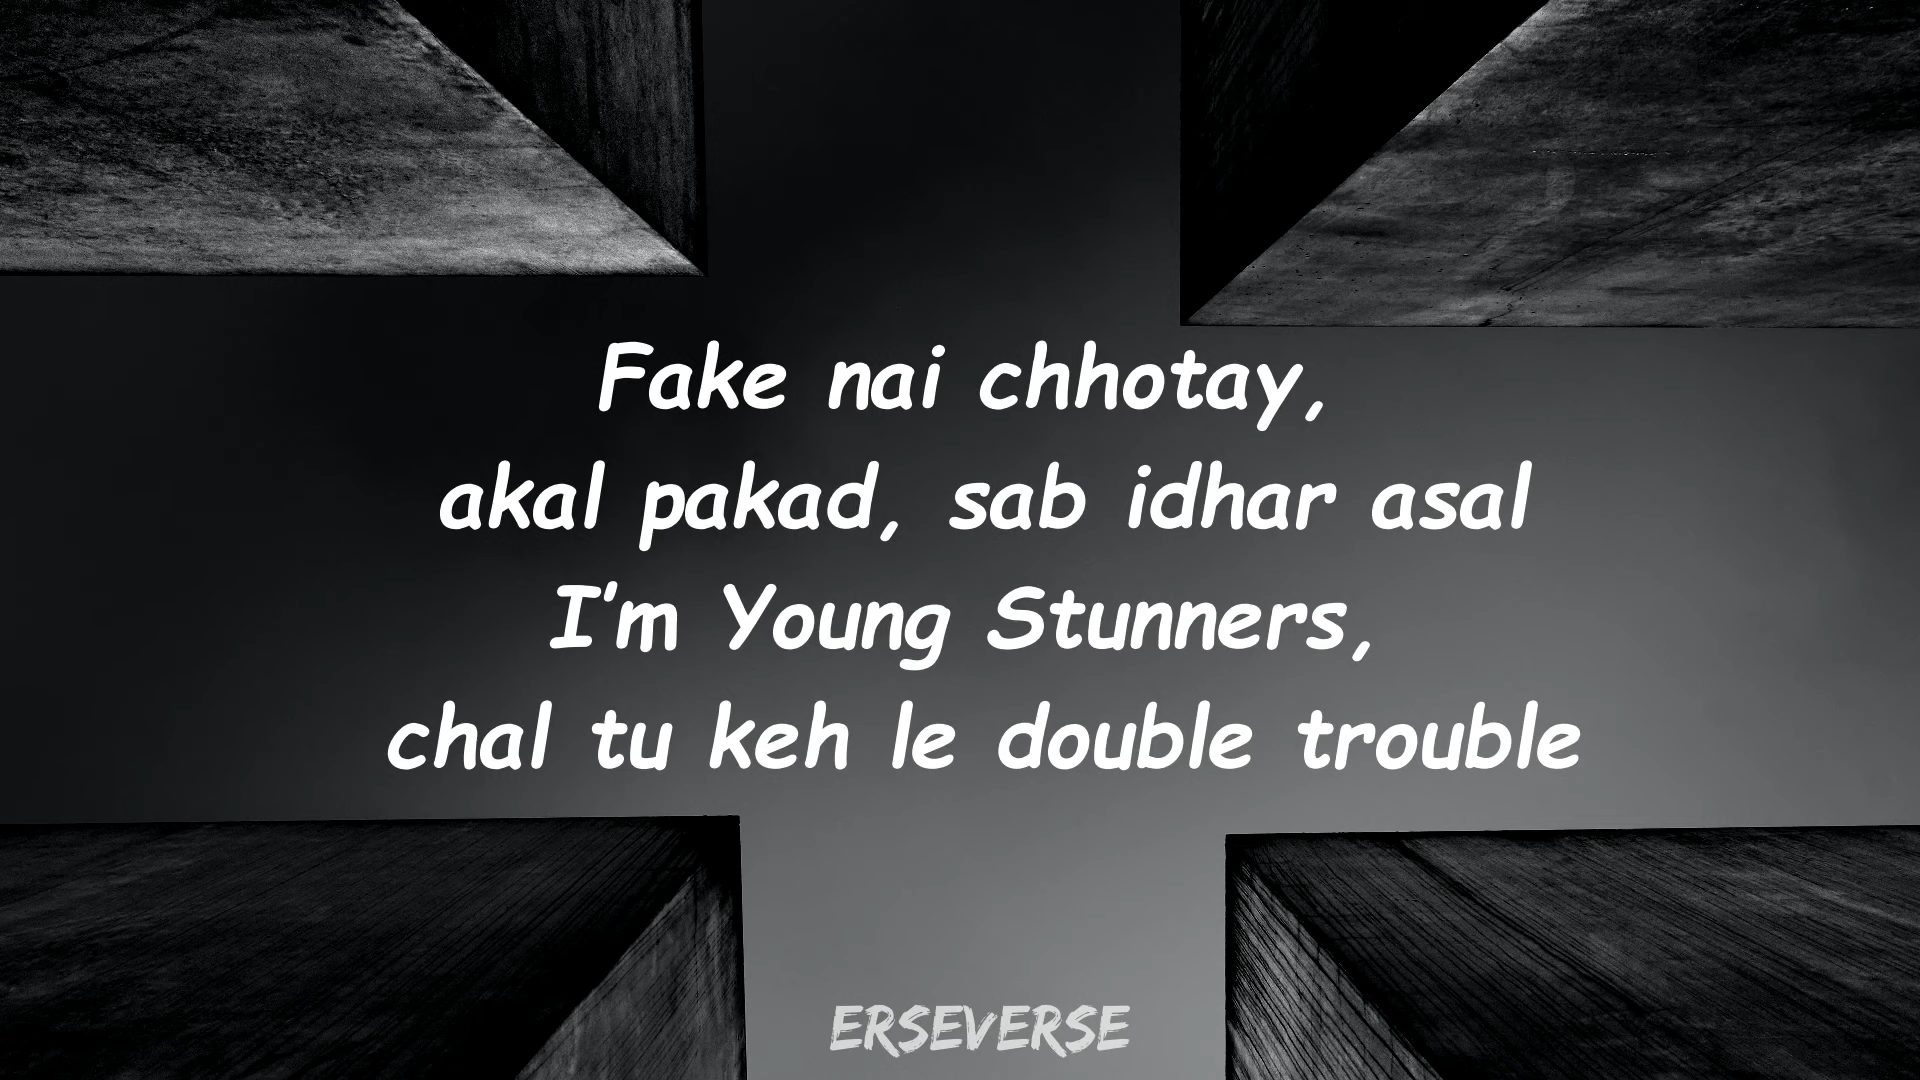 Fake nai chhotay,
akal pakad, sab idhar asal
I'm Young Stunners,
chal tu keh le double trouble
ERSEVERSE